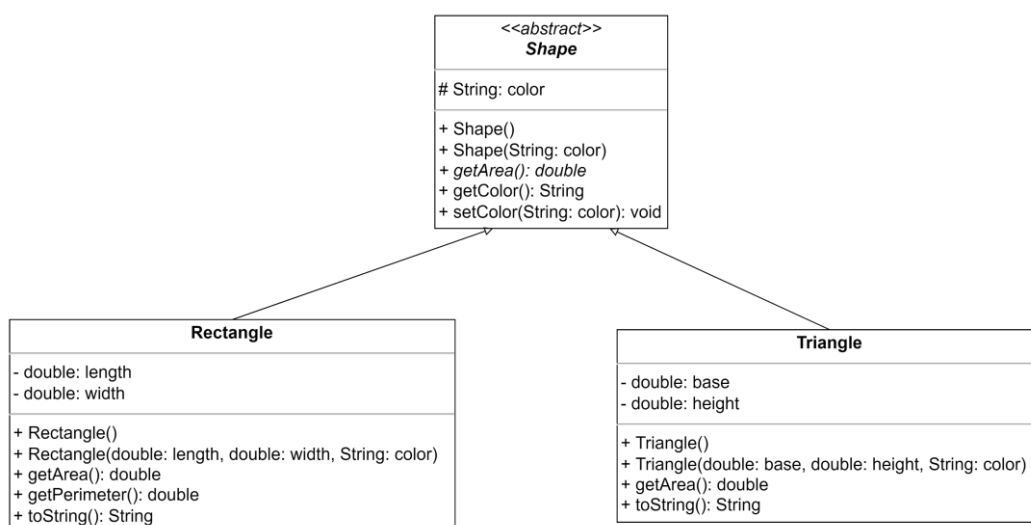 <<abstract>>
Shape
# String: color
+ Shape()
+ Shape(String: color)
+ getArea(): double
+ getColor(): String
+ setColor(String: color): void
Rectangle
- double: length
- double: width
+ Rectangle()
+ Rectangle(double: length, double: width, String: color)
+ getArea(): double
+ getPerimeter(): double
+ toString(): String
Triangle
- double: base
- double: height
+ Triangle()
+ Triangle(double: base, double: height, String: color)
+ getArea(): double
+ toString(): String